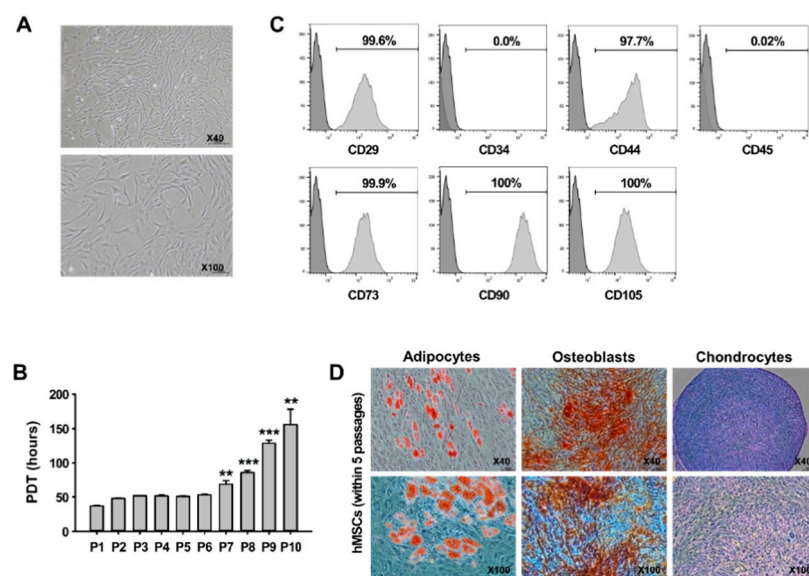 A
X40
X100
C
99.6%
0.0%
97.7%
0.02%
CD29
CD34
CD44
CD45
99.9%
100%
100%
CD73
CD90
CD105
B
PDT (hours)
200
150
100
50
0
** *** *** **
P1 P2 P3 P4 P5 P6 P7 P8 P9 P10
D
Adipocytes Osteoblasts Chondrocytes
hMSCs (within 5 passages)
X40
X40
X40
X100
X100